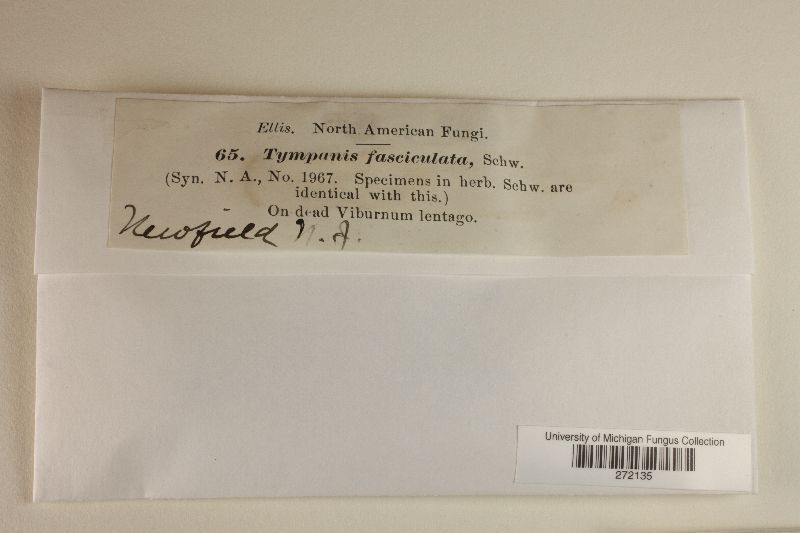 Ellis. North American Fungi.
65. Tympanis fasciculata, Schw.
(Syn. N. A., No. 1967. Specimens in herb. Schw. are
identical with this.)
On dead Viburnum lentago.
Newfield N. J.
University of Michigan Fungus Collection
272135